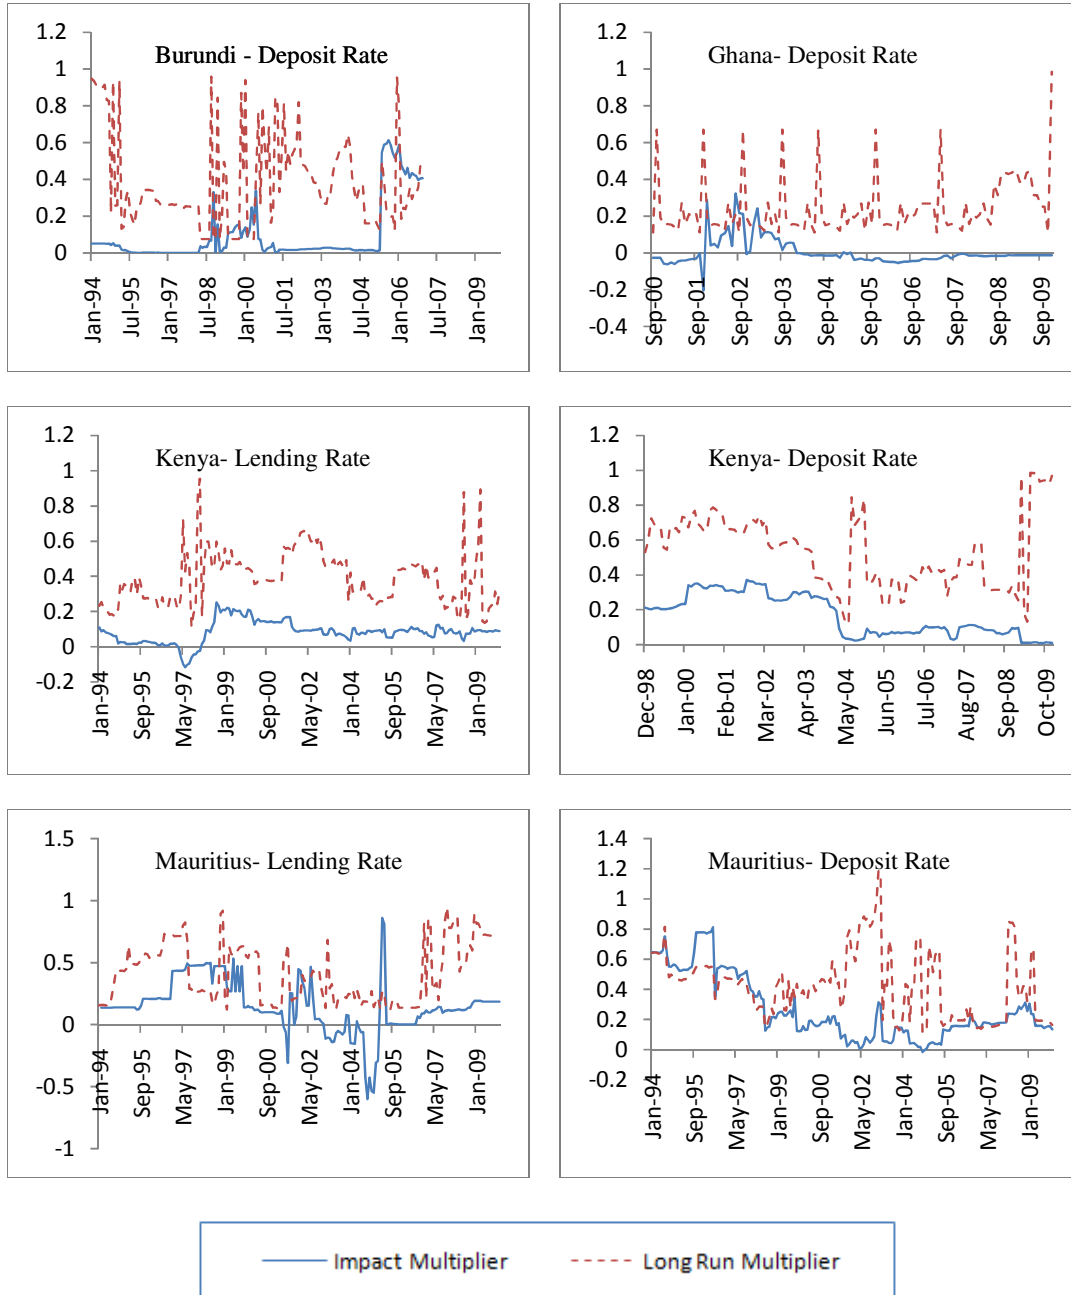 Burundi - Deposit Rate
1.2
1
0.8
0.6
0.4
0.2
0
Jan-94
Jul-95
Jan-97
Jul-98
Jan-00
Jul-01
Jan-03
Jul-04
Jan-06
Jul-07
Jan-09
Ghana- Deposit Rate
1.2
1
0.8
0.6
0.4
0.2
0
-0.2
-0.4
Sep-00
Sep-01
Sep-02
Sep-03
Sep-04
Sep-05
Sep-06
Sep-07
Sep-08
Sep-09
Kenya- Lending Rate
1.2
1
0.8
0.6
0.4
0.2
0
-0.2
Jan-94
Sep-95
May-97
Jan-99
Sep-00
May-02
Jan-04
Sep-05
May-07
Jan-09
Kenya- Deposit Rate
1.2
1
0.8
0.6
0.4
0.2
0
Dec-98
Jan-00
Feb-01
Mar-02
Apr-03
May-04
Jun-05
Jul-06
Aug-07
Sep-08
Oct-09
Mauritius- Lending Rate
1.5
1
0.5
0
-0.5
-1
Jan-94
Sep-95
May-97
Jan-99
Sep-00
May-02
Jan-04
Sep-05
May-07
Jan-09
Mauritius- Deposit Rate
1.4
1.2
1
0.8
0.6
0.4
0.2
0
-0.2
Jan-94
Sep-95
May-97
Jan-99
Sep-00
May-02
Jan-04
Sep-05
May-07
Jan-09
Impact Multiplier
Long Run Multiplier